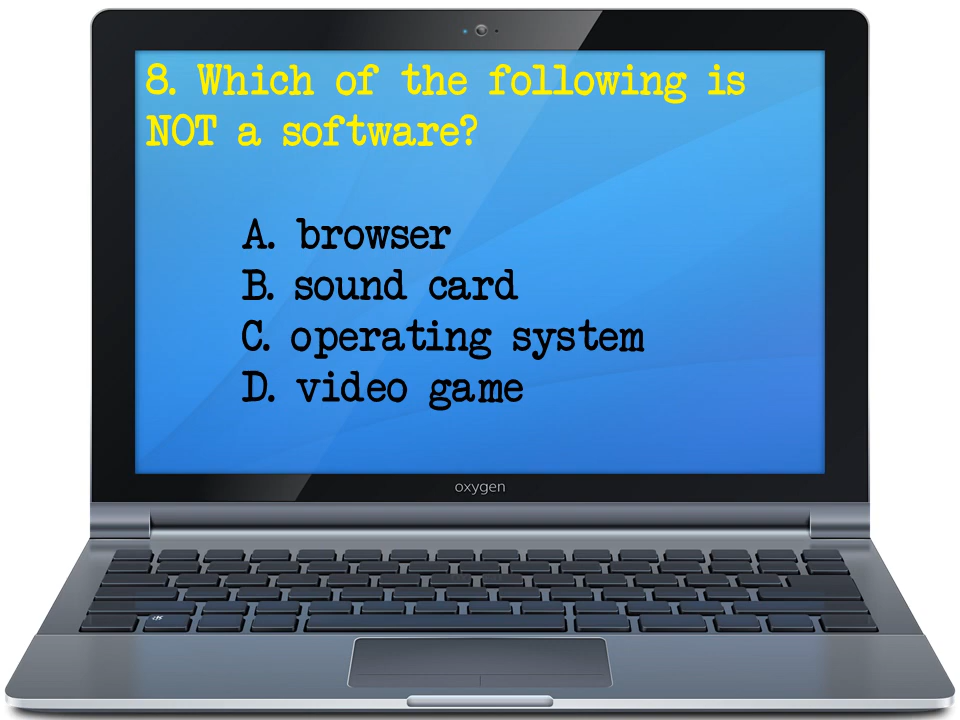 8. Which of the following is
NOT a software?
A. browser
B. sound card
C. operating system
D. video game
oxygen